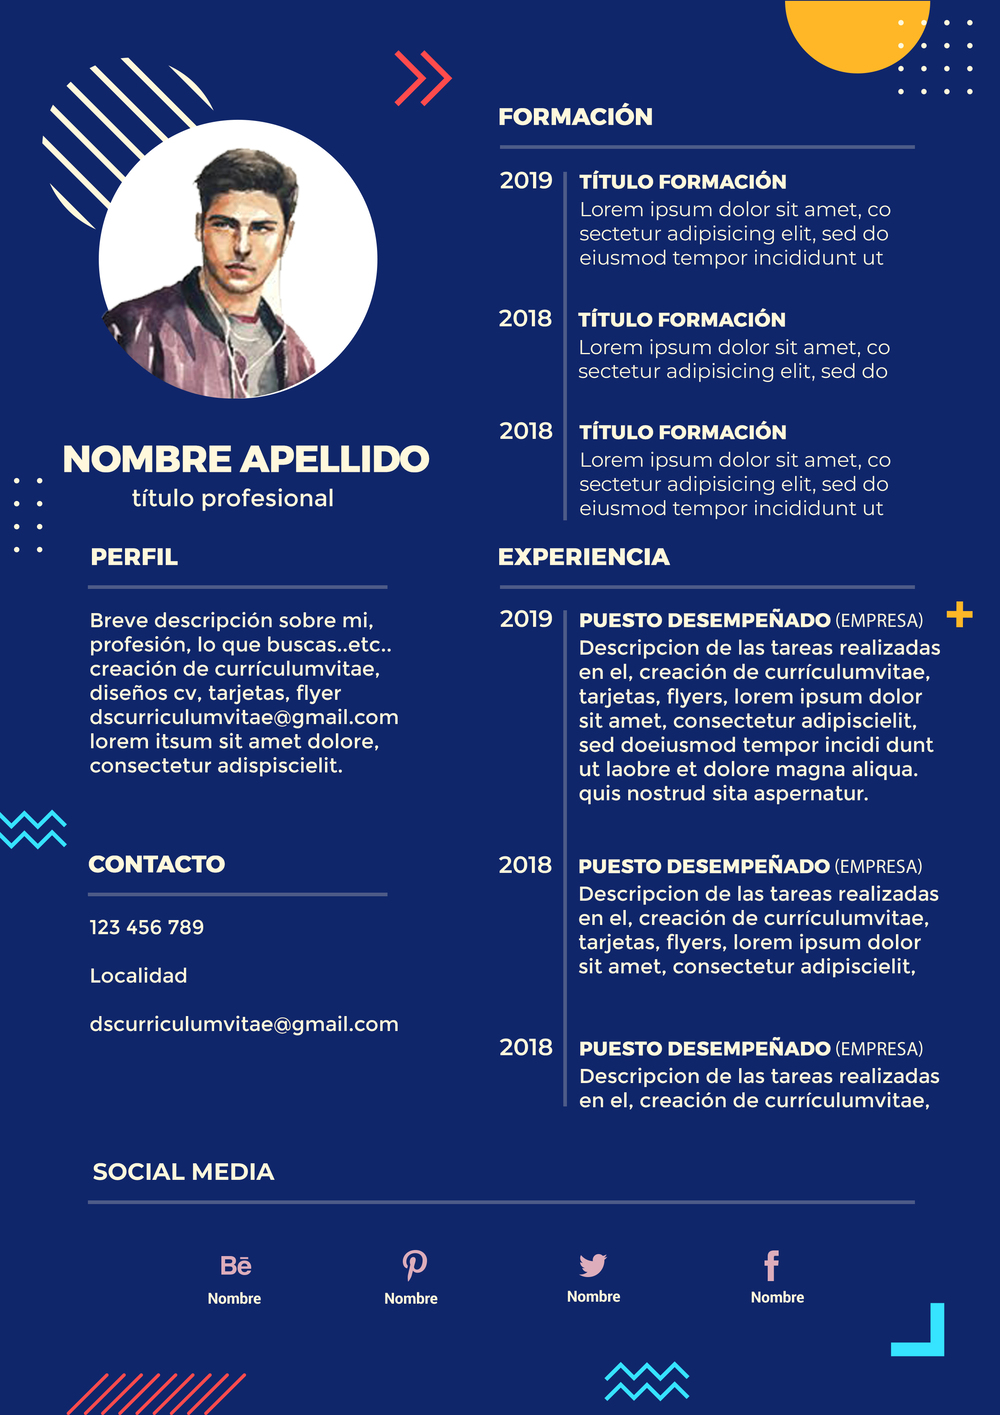 NOMBRE APELLIDO
título profesional
PERFIL
Breve descripción sobre mi,
profesión, lo que buscas..etc..
creación de currículumvitae,
diseños cv, tarjetas, flyer
dscurriculumvitae@gmail.com
lorem itsum sit amet dolore,
consectetur adispiscielit.
CONTACTO
123 456 789
Localidad
dscurriculumvitae@gmail.com
FORMACIÓN
2019 TÍTULO FORMACIÓN
Lorem ipsum dolor sit amet, co
sectetur adipisicing elit, sed do
eiusmod tempor incididunt ut
2018 TÍTULO FORMACIÓN
Lorem ipsum dolor sit amet, co
sectetur adipisicing elit, sed do
2018 TÍTULO FORMACIÓN
Lorem ipsum dolor sit amet, co
sectetur adipisicing elit, sed do
eiusmod tempor incididunt ut
EXPERIENCIA
2019 PUESTO DESEMPEÑADO (EMPRESA)
Descripcion de las tareas realizadas
en el, creación de currículumvitae,
tarjetas, flyers, lorem ipsum dolor
sit amet, consectetur adipiscielit,
sed doeiusmod tempor incidi dunt
ut laobre et dolore magna aliqua.
quis nostrud sita aspernatur.
2018 PUESTO DESEMPEÑADO (EMPRESA)
Descripcion de las tareas realizadas
en el, creación de currículumvitae,
tarjetas, flyers, lorem ipsum dolor
sit amet, consectetur adipiscielit,
2018 PUESTO DESEMPEÑADO (EMPRESA)
Descripcion de las tareas realizadas
en el, creación de currículumvitae,
SOCIAL MEDIA
Bē
Nombre Nombre Nombre Nombre